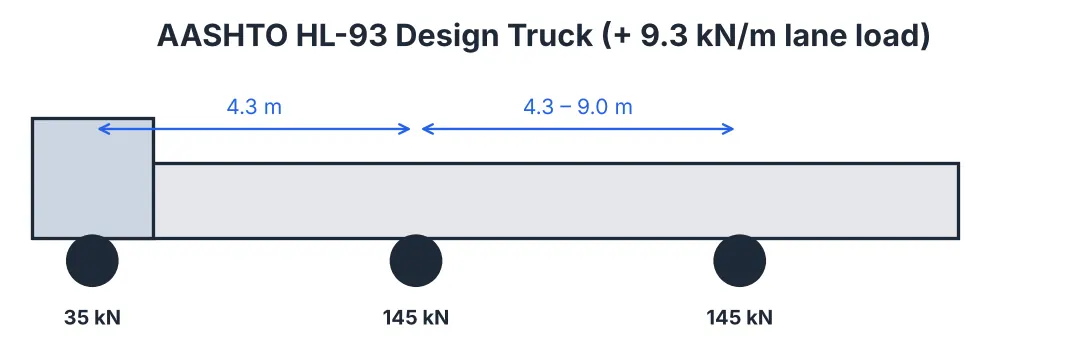 AASHTO HL-93 Design Truck (+ 9.3 kN/m lane load)
4.3 m
4.3 – 9.0 m
35 kN
145 kN
145 kN